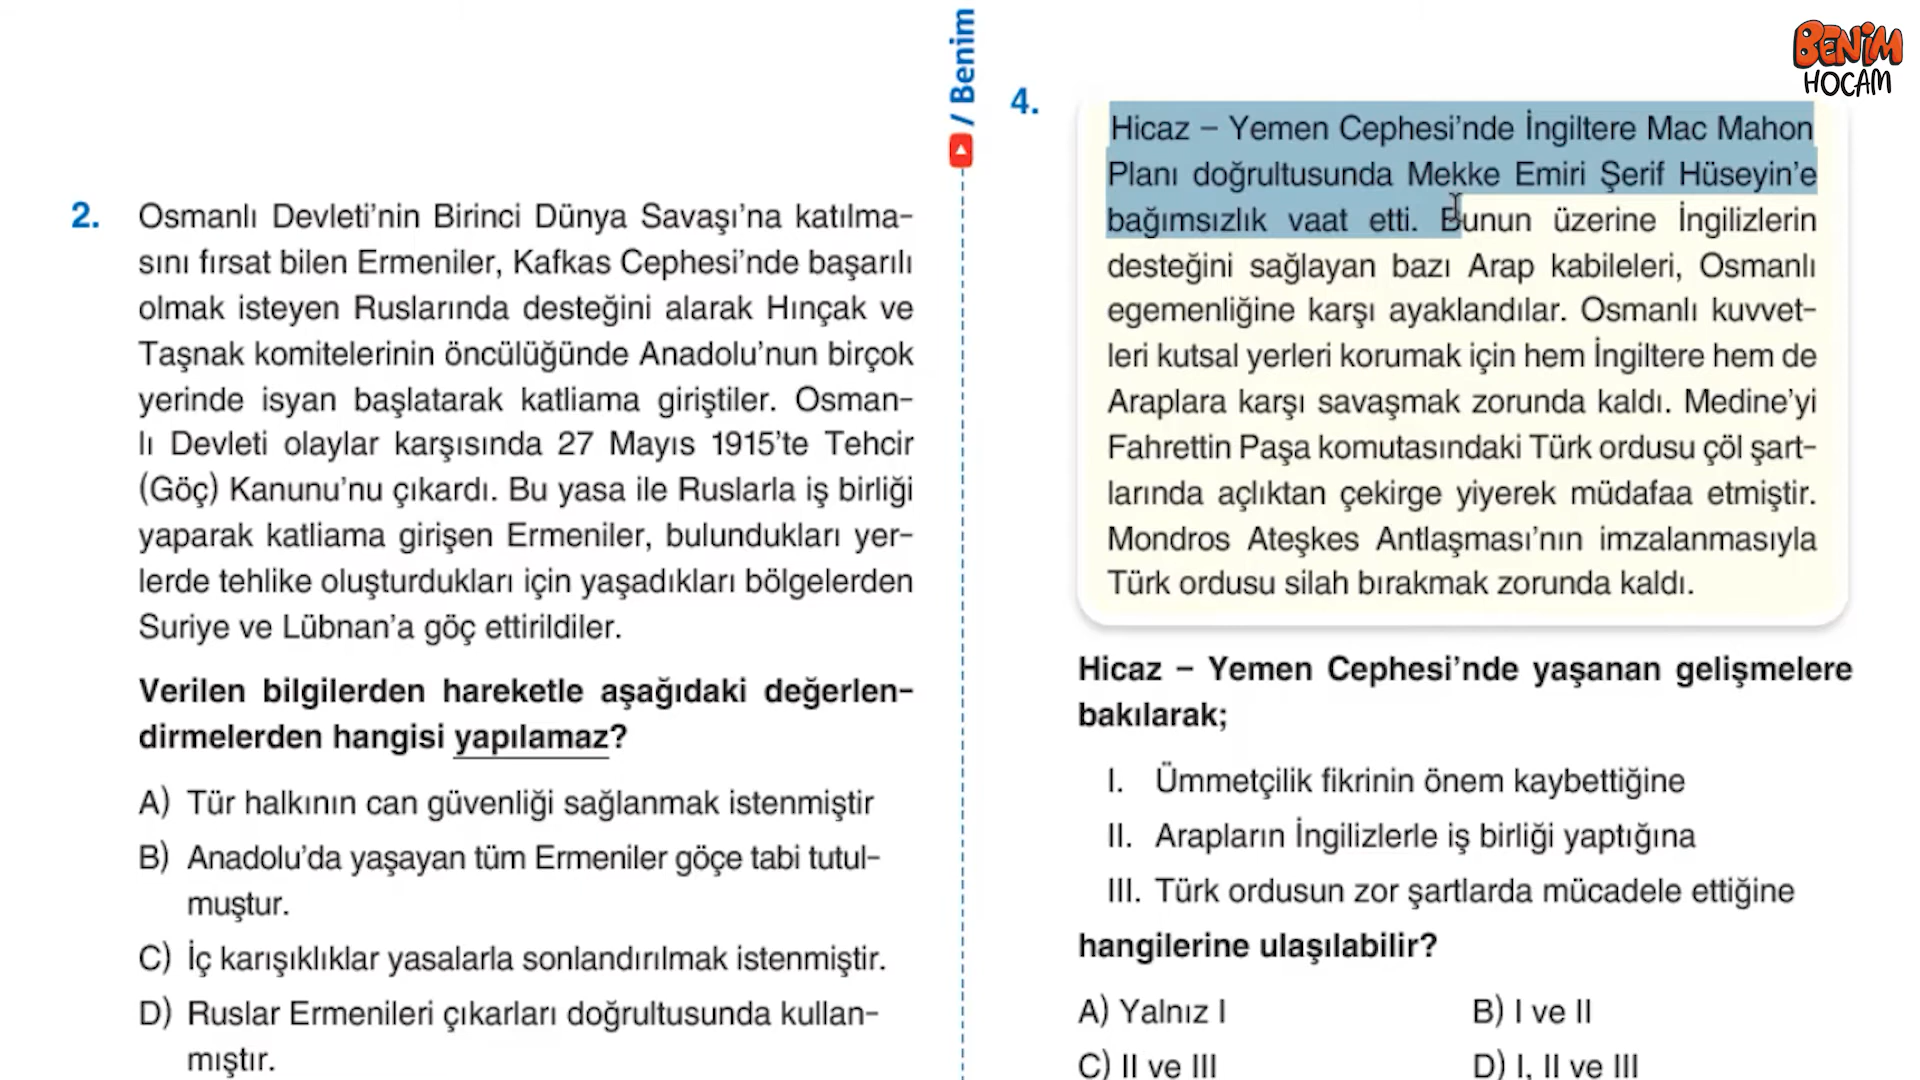 BENİM
HOCAM
/ Benim
2. Osmanlı Devleti’nin Birinci Dünya Savaşı’na katılma-
sını fırsat bilen Ermeniler, Kafkas Cephesi’nde başarılı
olmak isteyen Ruslarında desteğini alarak Hınçak ve
Taşnak komitelerinin öncülüğünde Anadolu’nun birçok
yerinde isyan başlatarak katliama giriştiler. Osman-
lı Devleti olaylar karşısında 27 Mayıs 1915’te Tehcir
(Göç) Kanunu’nu çıkardı. Bu yasa ile Ruslarla iş birliği
yaparak katliama girişen Ermeniler, bulundukları yer-
lerde tehlike oluşturdukları için yaşadıkları bölgelerden
Suriye ve Lübnan’a göç ettirildiler.
Verilen bilgilerden hareketle aşağıdaki değerlen-
dirmelerden hangisi yapılamaz?
A) Tür halkının can güvenliği sağlanmak istenmiştir
B) Anadolu’da yaşayan tüm Ermeniler göçe tabi tutul-
muştur.
C) İç karışıklıklar yasalarla sonlandırılmak istenmiştir.
D) Ruslar Ermenileri çıkarları doğrultusunda kullan-
mıştır.
4. Hicaz – Yemen Cephesi’nde İngiltere Mac Mahon
Planı doğrultusunda Mekke Emiri Şerif Hüseyin’e
bağımsızlık vaat etti. Bunun üzerine İngilizlerin
desteğini sağlayan bazı Arap kabileleri, Osmanlı
egemenliğine karşı ayaklandılar. Osmanlı kuvvet-
leri kutsal yerleri korumak için hem İngiltere hem de
Araplara karşı savaşmak zorunda kaldı. Medine’yi
Fahrettin Paşa komutasındaki Türk ordusu çöl şart-
larında açlıktan çekirge yiyerek müdafaa etmiştir.
Mondros Ateşkes Antlaşması’nın imzalanmasıyla
Türk ordusu silah bırakmak zorunda kaldı.
Hicaz – Yemen Cephesi’nde yaşanan gelişmelere
bakılarak;
I. Ümmetçilik fikrinin önem kaybettiğine
II. Arapların İngilizlerle iş birliği yaptığına
III. Türk ordusun zor şartlarda mücadele ettiğine
hangilerine ulaşılabilir?
A) Yalnız I
B) I ve II
C) II ve III
D) I, II ve III